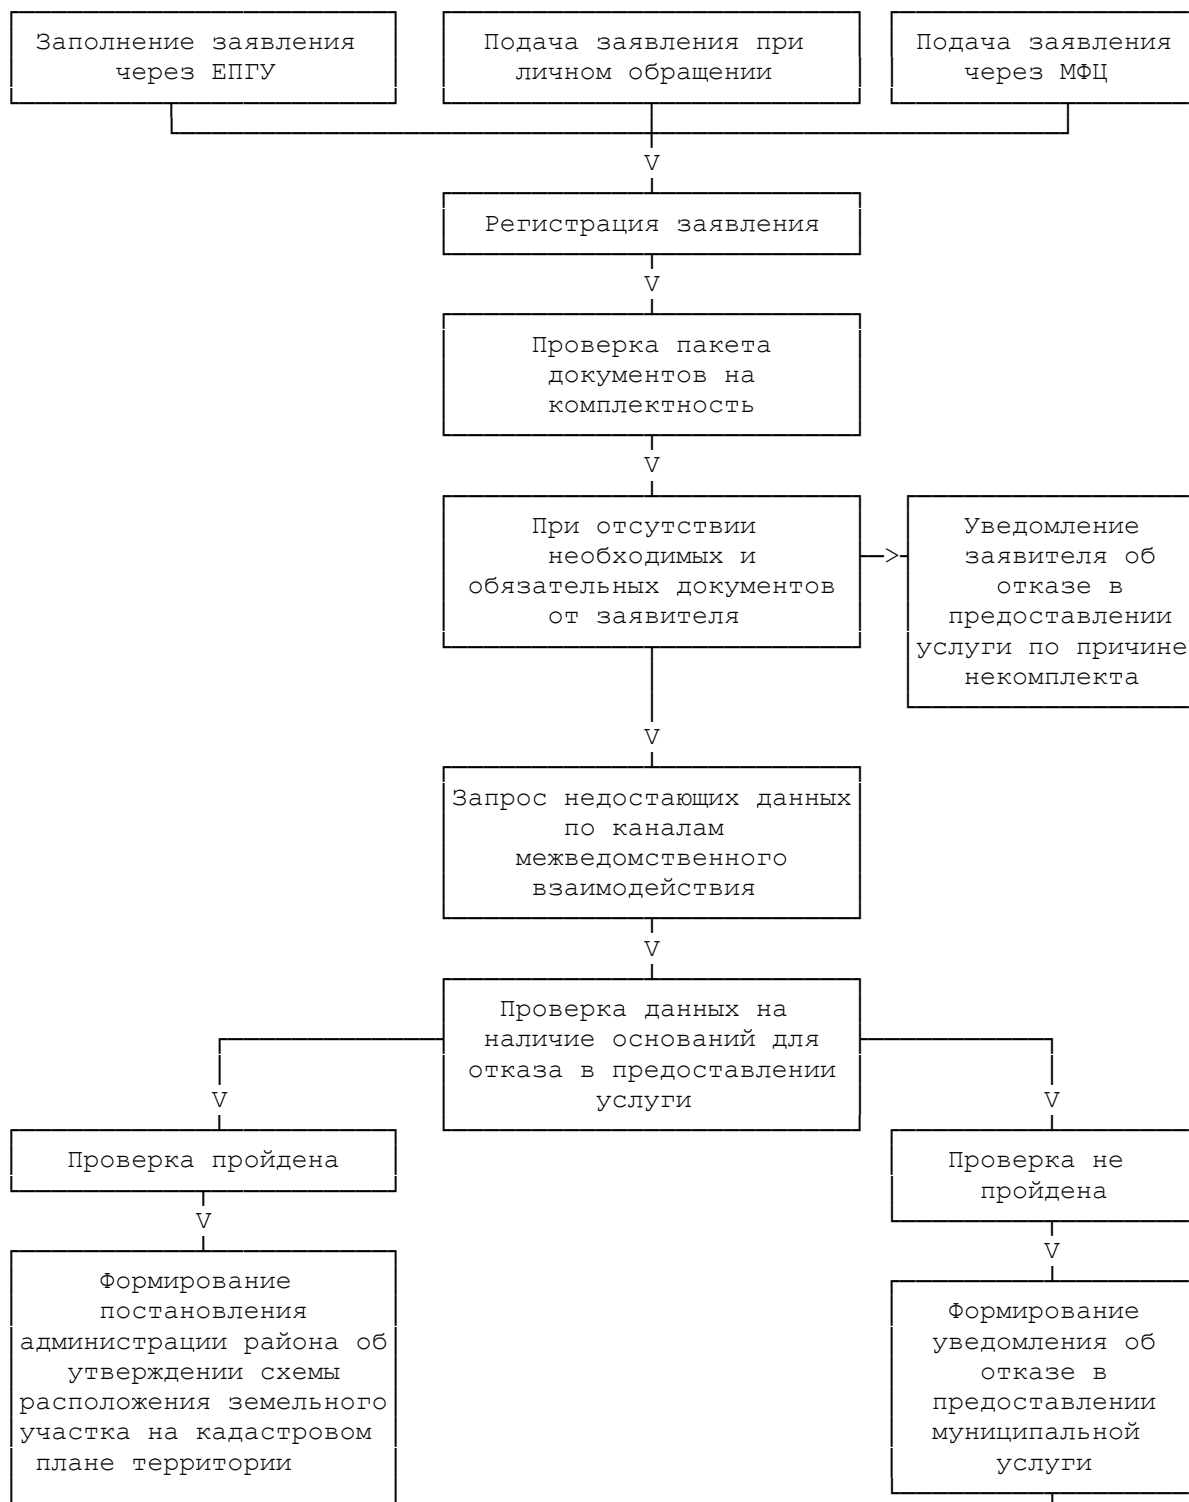 Заполнение заявления
через ЕПГУ
Подача заявления при
личном обращении
Подача заявления
через МФЦ
V
Регистрация заявления
V
Проверка пакета
документов на
комплектность
V
При отсутствии
необходимых и
обязательных документов
от заявителя
>
Уведомление
заявителя об
отказе в
предоставлении
услуги по причине
некомплекта
V
Запрос недостающих данных
по каналам
межведомственного
взаимодействия
V
Проверка данных на
наличие оснований для
отказа в предоставлении
услуги
V
V
Проверка пройдена
Проверка не
пройдена
V
V
Формирование
постановления
администрации района об
утверждении схемы
расположения земельного
участка на кадастровом
плане территории
Формирование
уведомления об
отказе в
предоставлении
муниципальной
услуги